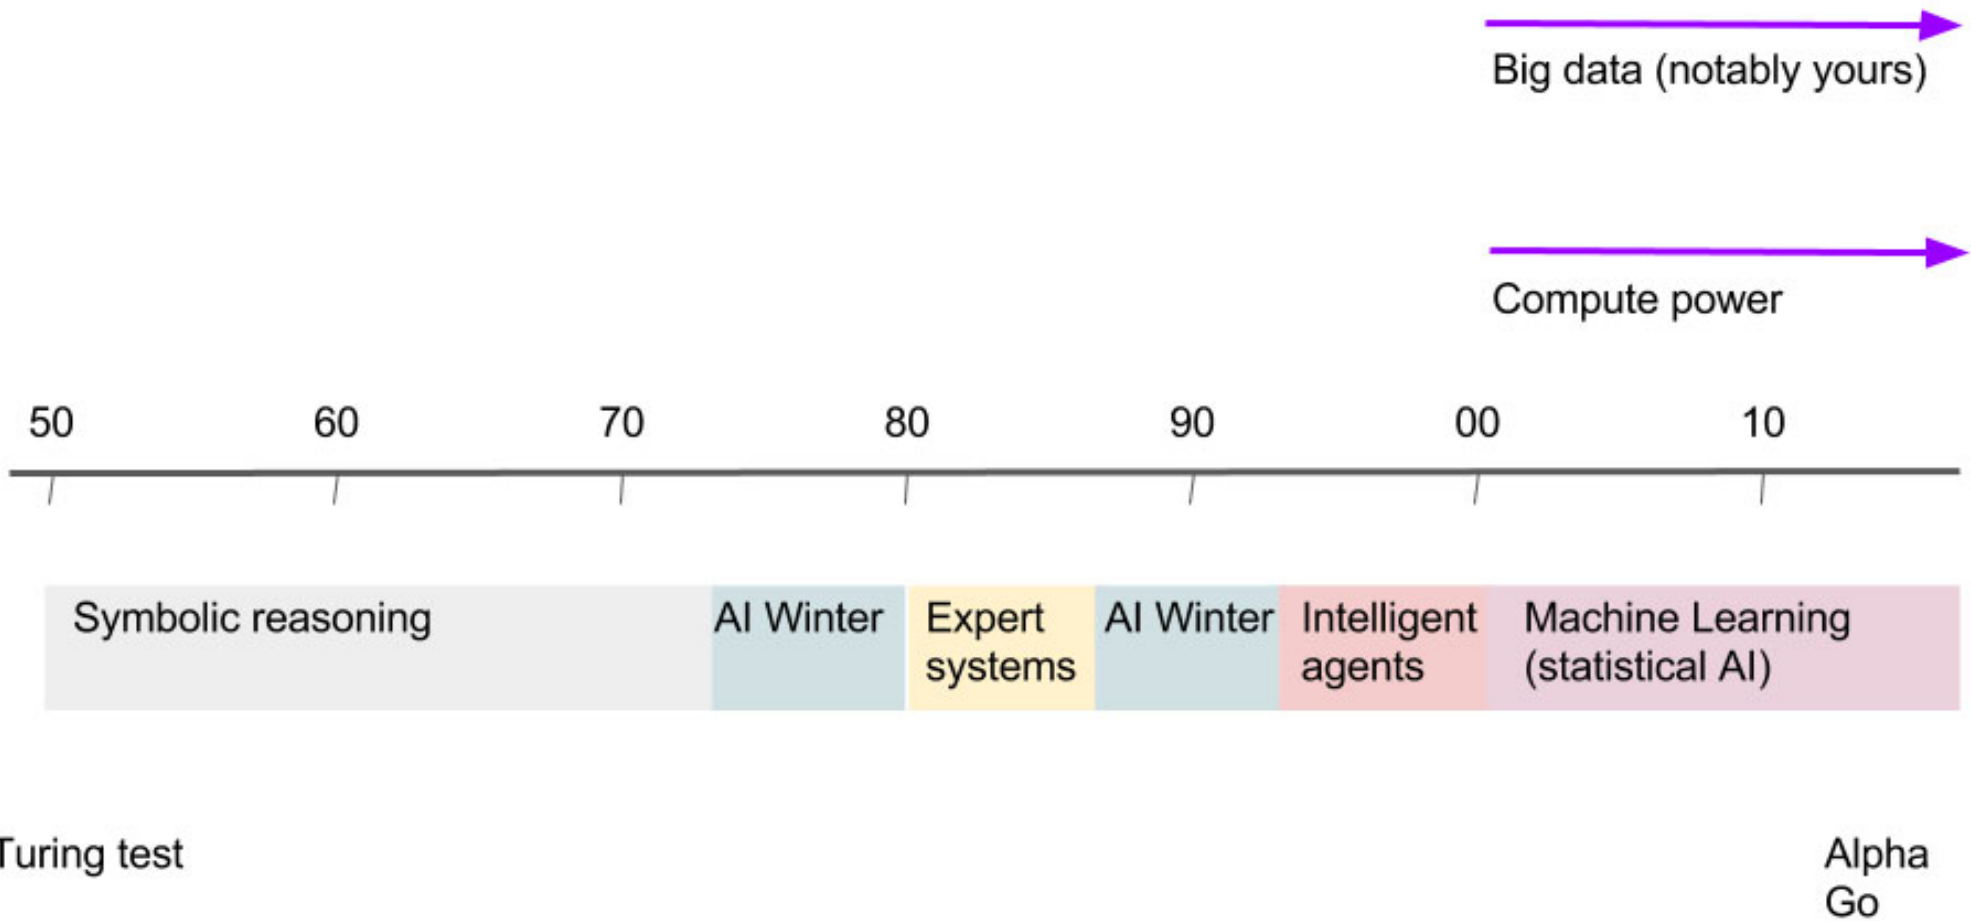 Big data (notably yours)
Compute power
50 60 70 80 90 00 10
Symbolic reasoning
AI Winter
Expert
systems
AI Winter
Intelligent
agents
Machine Learning
(statistical AI)
Turing test
Alpha
Go